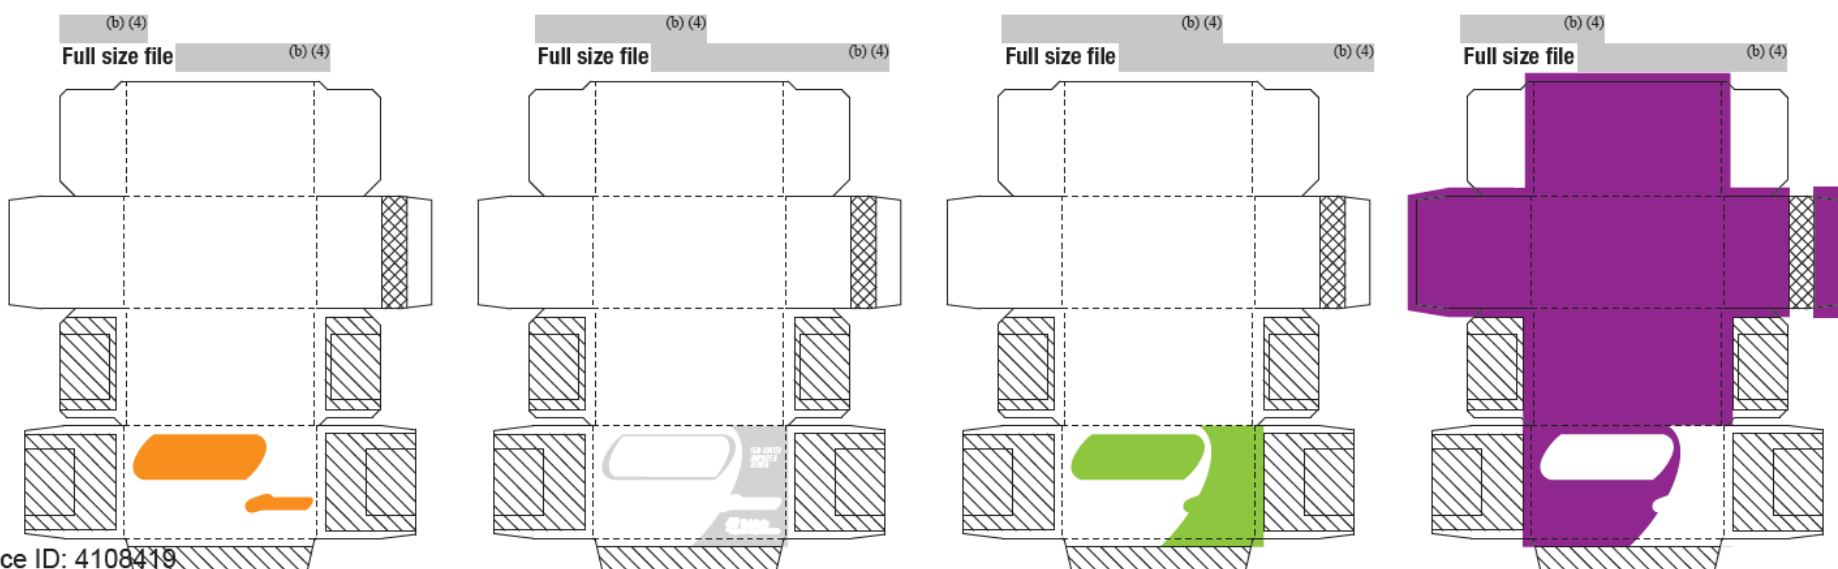 (b) (4) (b) (4) (b) (4) (b) (4)
Full size file (b) (4) Full size file (b) (4) Full size file (b) (4) Full size file (b) (4)
ce ID: 4108419